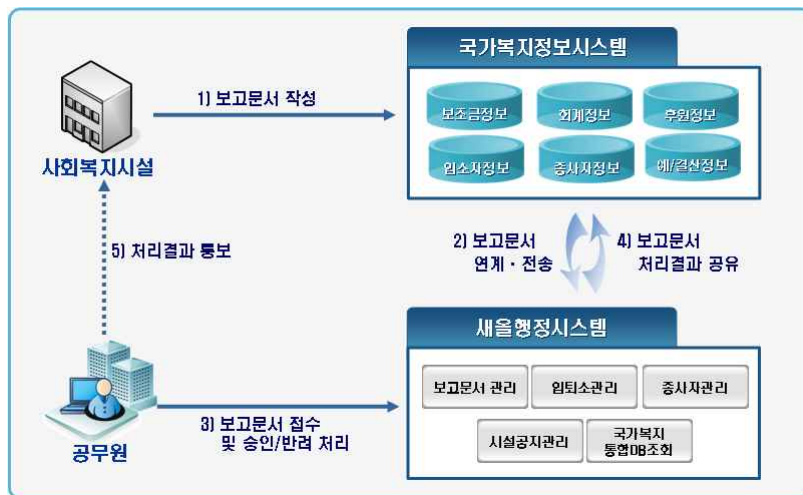 국가복지정보시스템
1) 보고문서 작성
보조금정보
회계정보
후원정보
입소자정보
종사자정보
예/결산정보
사회복지시설
2) 보고문서
연계·전송
4) 보고문서
처리결과 공유
5) 처리결과 통보
새올행정시스템
보고문서 관리
입퇴소관리
종사자관리
3) 보고문서 접수
및 승인/반려 처리
시설공지관리
국가복지
통합DB조회
공무원